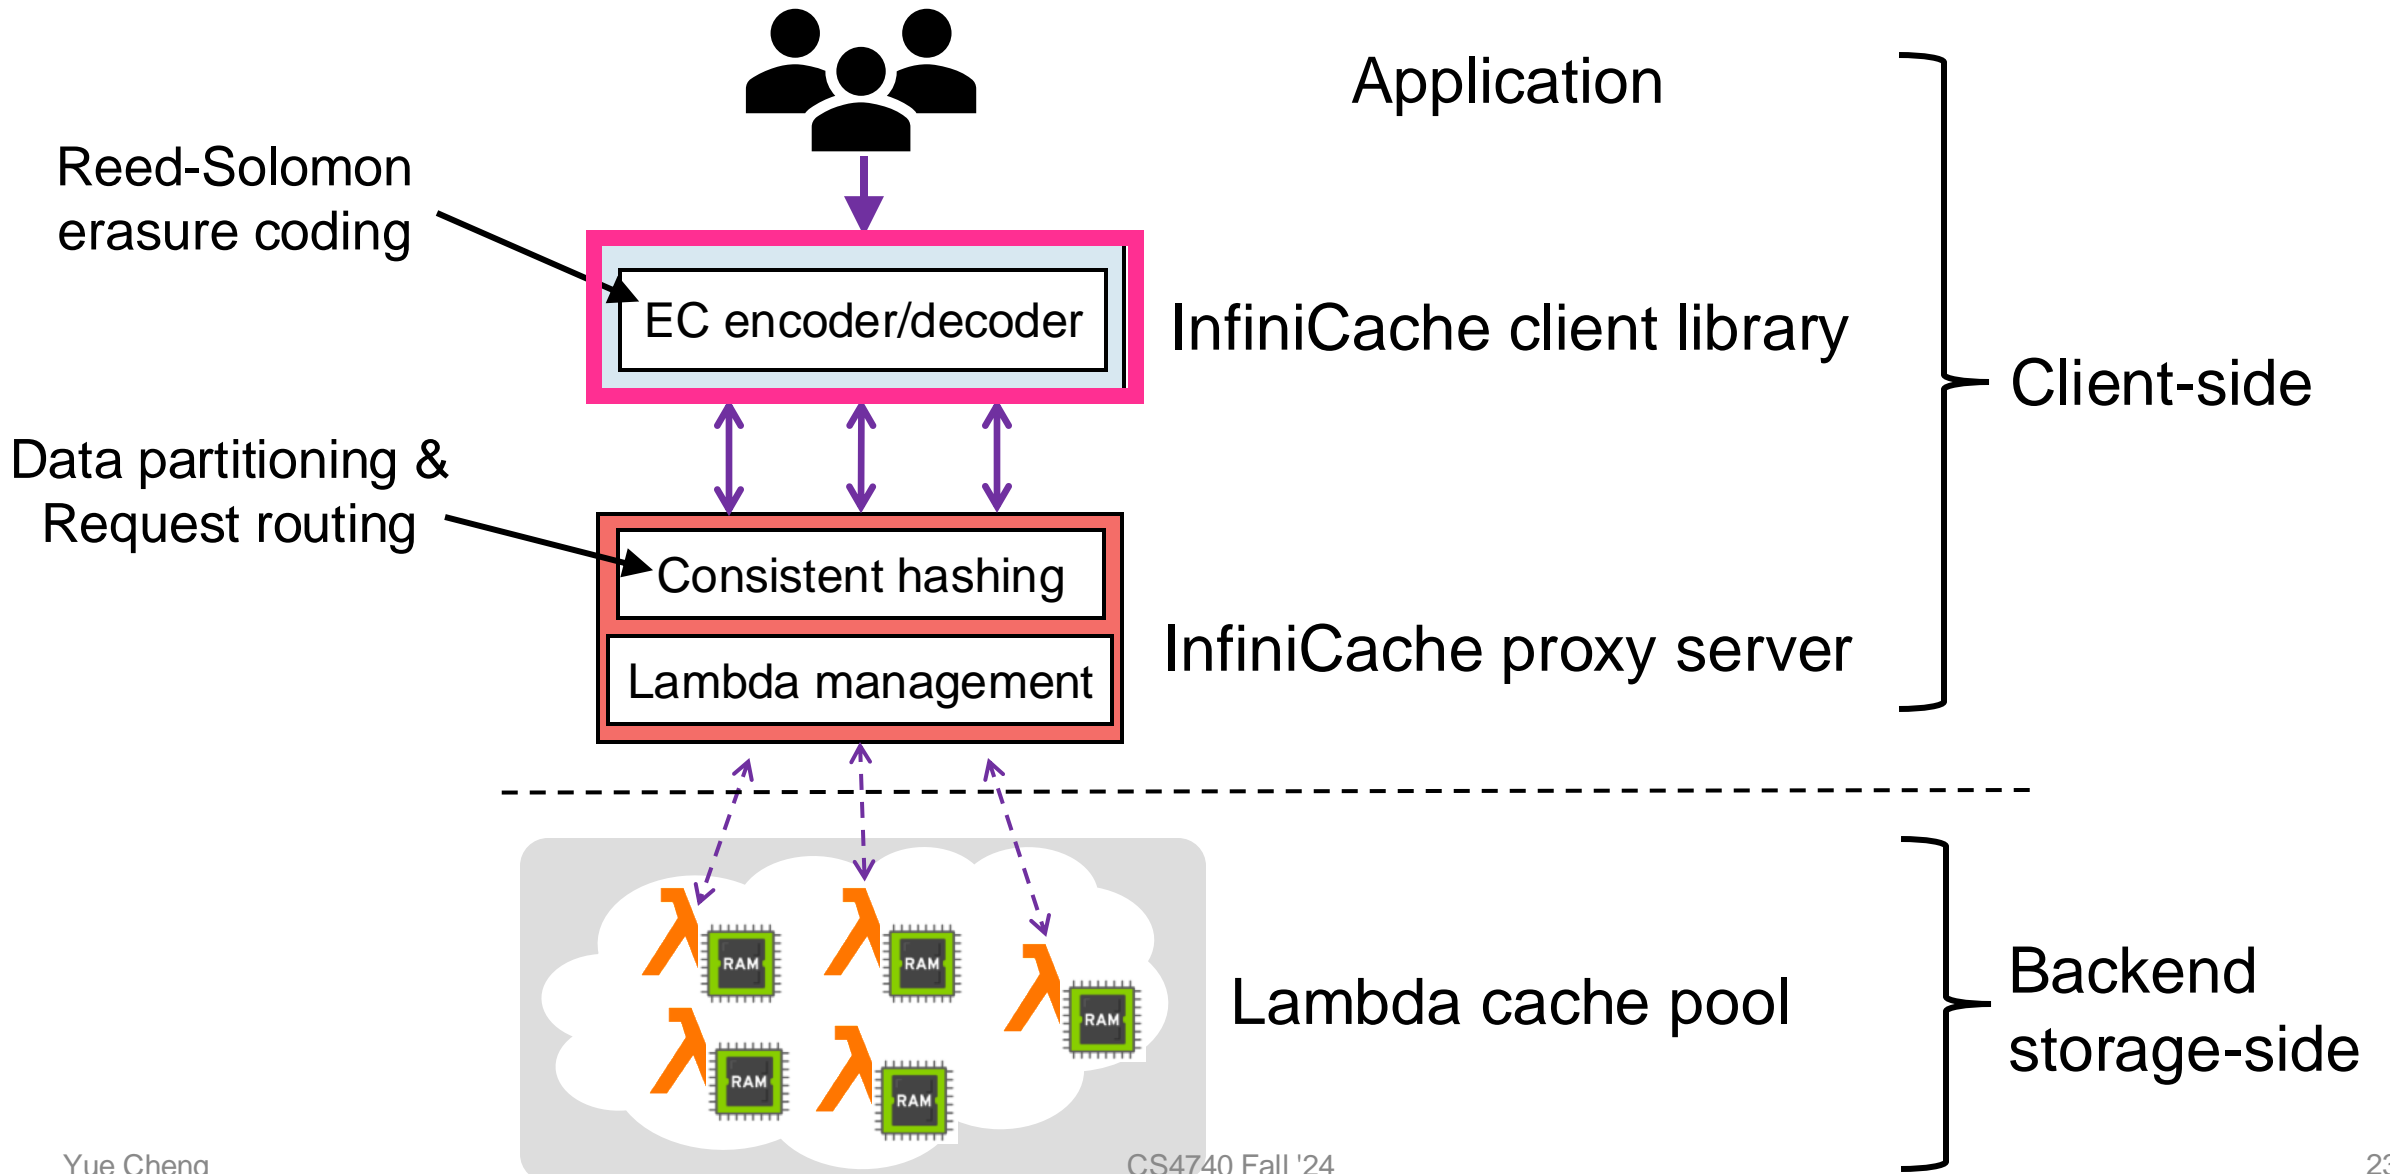 Application
Reed-Solomon
erasure coding
EC encoder/decoder
InfiniCache client library
Client-side
Data partitioning &
Request routing
Consistent hashing
InfiniCache proxy server
Lambda management
RAM
RAM
RAM
RAM
RAM
Lambda cache pool
Backend
storage-side
Yue Cheng
CS4740 Fall '24
23